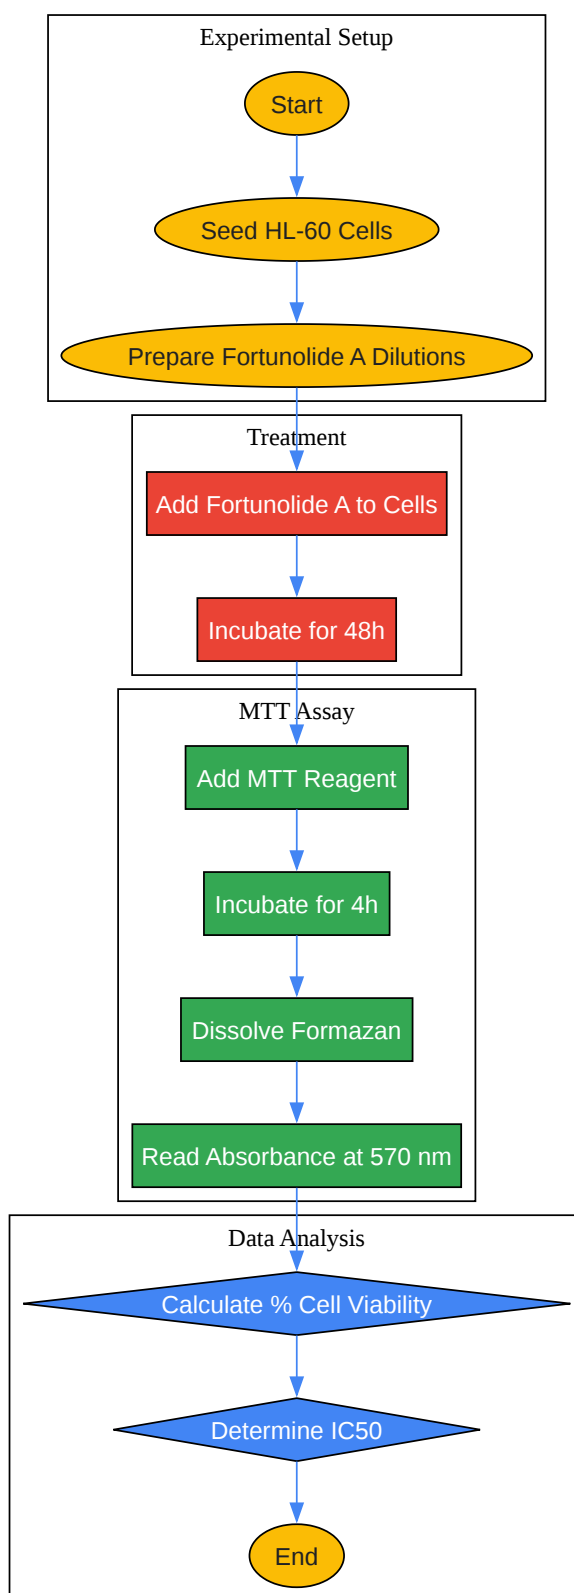 Experimental Setup
Start
Seed HL-60 Cells
Prepare Fortunolide A Dilutions
Treatment
Add Fortunolide A to Cells
Incubate for 48h
MTT Assay
Add MTT Reagent
Incubate for 4h
Dissolve Formazan
Read Absorbance at 570 nm
Data Analysis
Calculate % Cell Viability
Determine IC50
End